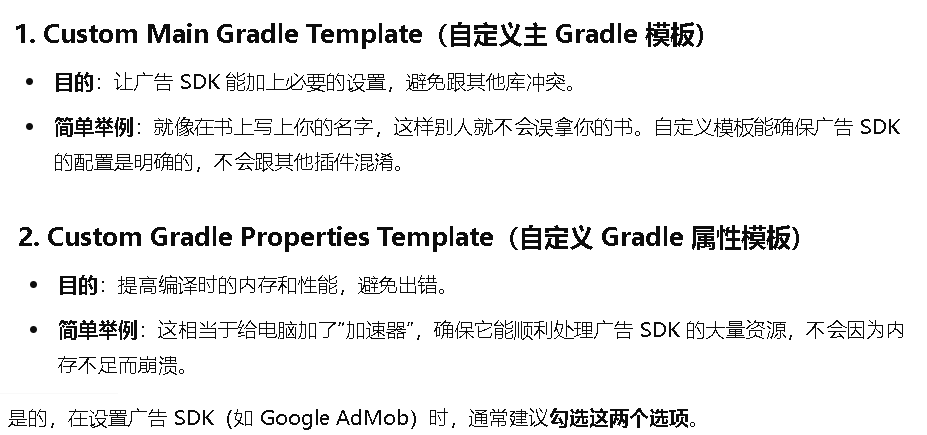 1. Custom Main Gradle Template（自定义主 Gradle 模板）
• 目的：让广告 SDK 能加上必要的设置，避免跟其他库冲突。
• 简单举例：就像在书上写上你的名字，这样别人就不会误拿你的书。自定义模板能确保广告 SDK
的配置是明确的，不会跟其他插件混淆。
2. Custom Gradle Properties Template（自定义 Gradle 属性模板）
• 目的：提高编译时的内存和性能，避免出错。
• 简单举例：这相当于给电脑加了“加速器”，确保它能顺利处理广告 SDK 的大量资源，不会因为内
存不足而崩溃。
是的，在设置广告 SDK（如 Google AdMob）时，通常建议勾选这两个选项。